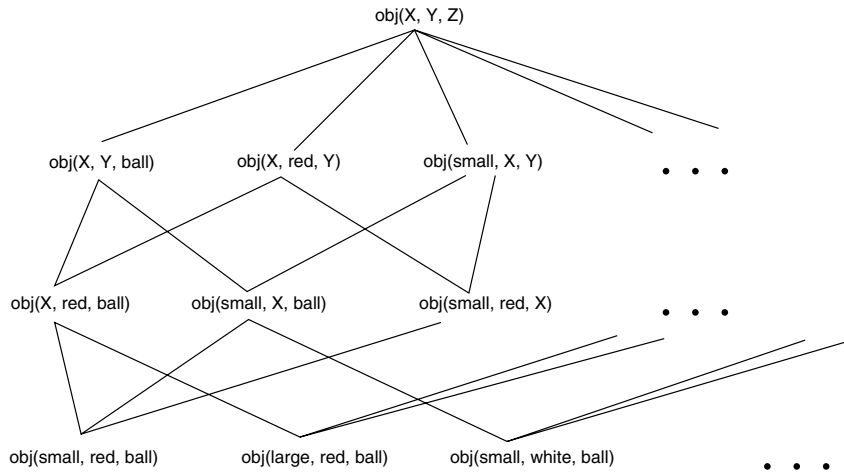 obj(X, Y, Z)
obj(X, Y, ball)
obj(X, red, Y)
obj(small, X, Y)
• • •
obj(X, red, ball)
obj(small, X, ball)
obj(small, red, X)
• • •
obj(small, red, ball)
obj(large, red, ball)
obj(small, white, ball)
• • •